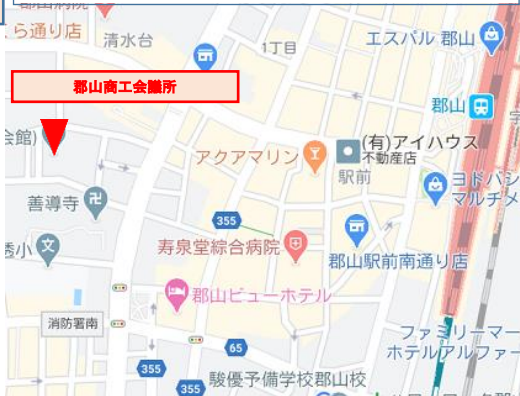 郡山病院
ら通り店
清水台
1丁目
エスパル 郡山
郡山商工会議所
郡山
会館)
(有)アイハウス
不動産店
アクアマリン
駅前
ヨドバシ
マルチメ
善導寺
355
寿泉堂綜合病院
郡山駅前南通り店
秀小
郡山ビューホテル
消防署南
ファミリーマー
ホテルアルファー
65
355
355
駿優予備学校郡山校